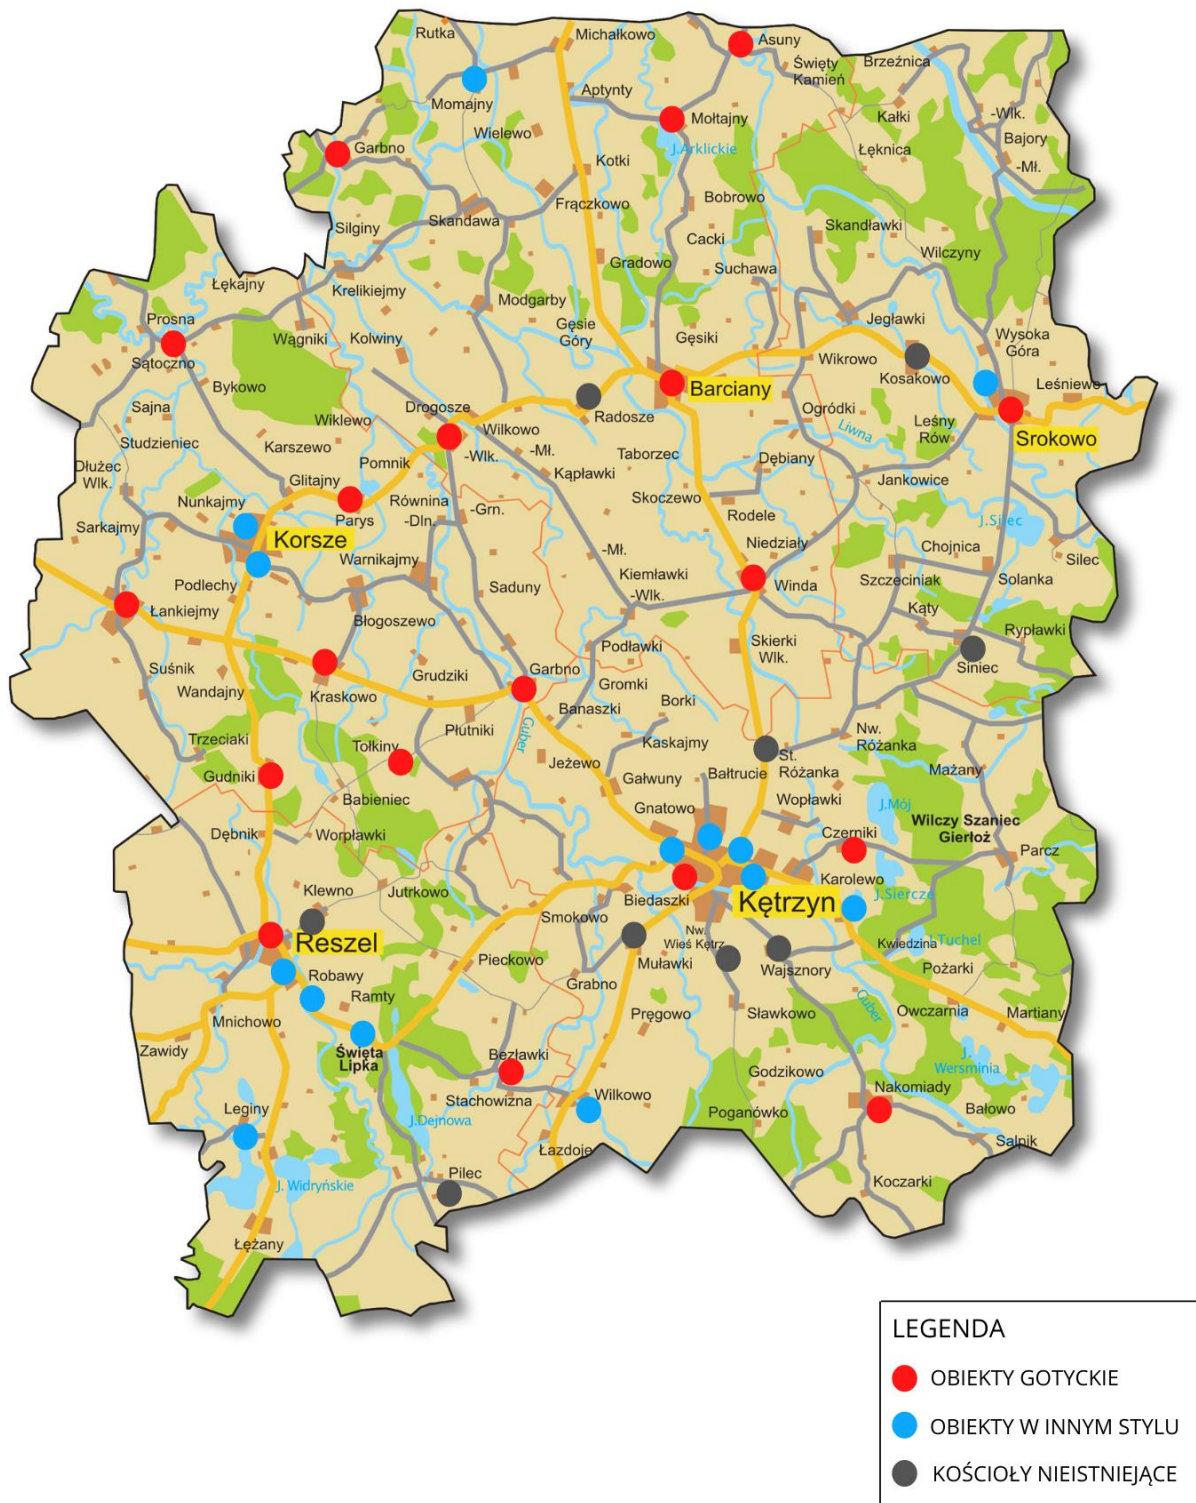 Rutka
Michałkowo
Asuny
Święty
Kamień
Brzeźnica
Momajny
Aptynty
Mołtajny
Kałki
-Wlk.
Bajory
-Mł.
Wielewo
Garbno
J.Arklickie
Łęknica
Kotki
Bobrowo
Frączkowo
Skandawa
Silginy
Skandławki
Cacki
Wilczyny
Gradowo
Suchawa
Łękajny
Krelikiejmy
Modgarby
Prosna
Jegławki
Gęsie
Góry
Wągniki
Kolwiny
Gęsiki
Wysoka
Góra
Sątoczno
Wikrowo
Kosakowo
Bykowo
Barciany
Leśniewo
Sajna
Drogosze
Radosze
Ogródki
Wiklewo
Leśny
Rów
Liwna
Srokowo
Studzieniec
Karszewo
Wilkowo
-Wlk.
-Mł.
Taborzec
Dłużec
Wlk.
Pomnik
Dębiany
Kąpławki
Glitajny
Jankowice
Nunkajmy
Skoczewo
Równina
-Dln.
-Grn.
Parys
Rodele
Sarkajmy
J.Silec
Korsze
Niedziały
Chojnica
-Mł.
Warnikajmy
Silec
Kiemławki
-Wlk.
Podlechy
Saduny
Winda
Szczeciniak
Solanka
Łankiejmy
Kąty
Błogoszewo
Rypławki
Skierki
Wlk.
Podławki
Suśnik
Garbno
Siniec
Grudziki
Gromki
Wandajny
Kraskowo
Borki
Banaszki
Płutniki
Guber
Nw.
Różanka
Trzeciaki
Tołkiny
Kaskajmy
St.
Różanka
Jeżewo
Mażany
Gudniki
Gałwuny
Bałtrucie
Babieniec
Wopławki
J.Mój
Gnatowo
Wilczy Szaniec
Gierłoż
Dębnik
Worpławki
Czerniki
Parcz
Karolewo
Klewno
Jutrkowo
J.Siercze
Biedaszki
Kętrzyn
Smokowo
Reszel
Nw.
Wieś Kętrz.
Kwiedzina
J.Tuchel
Pieckowo
Muławki
Wajsznory
Pożarki
Robawy
Grabno
Ramty
Guber
Owczarnia
Martiany
Mnichowo
Pręgowo
Sławkowo
Zawidy
Święta
Lipka
Bezławki
J.
Wersminia
Godzikowo
Nakomiady
Wilkowo
Stachowizna
Leginy
Poganówko
Bałowo
J.Dejnowa
Salpik
Łazdoje
Pilec
Koczarki
J. Widryńskie
Łężany
LEGENDA
OBIEKTY GOTYCKIE
OBIEKTY W INNYM STYLU
KOŚCIOŁY NIEISTNIEJĄCE